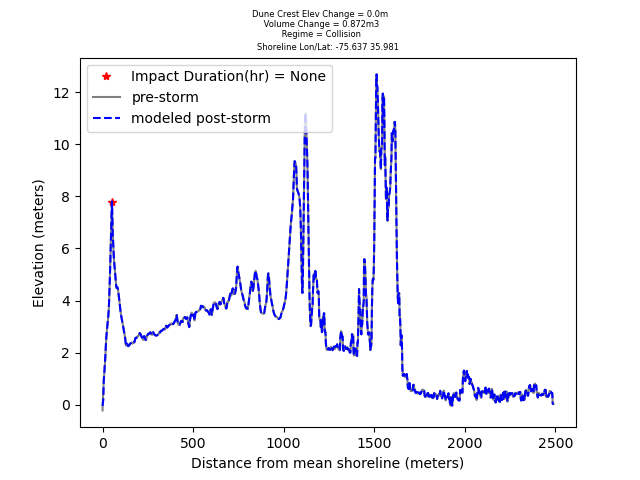 Dune Crest Elev Change = 0.0m
Volume Change = 0.872m3
Regime = Collision
Shoreline Lon/Lat: -75.637 35.981
Impact Duration(hr) = None
pre-storm
modeled post-storm
Elevation (meters)
12
10
8
6
4
2
0
0 500 1000 1500 2000 2500
Distance from mean shoreline (meters)